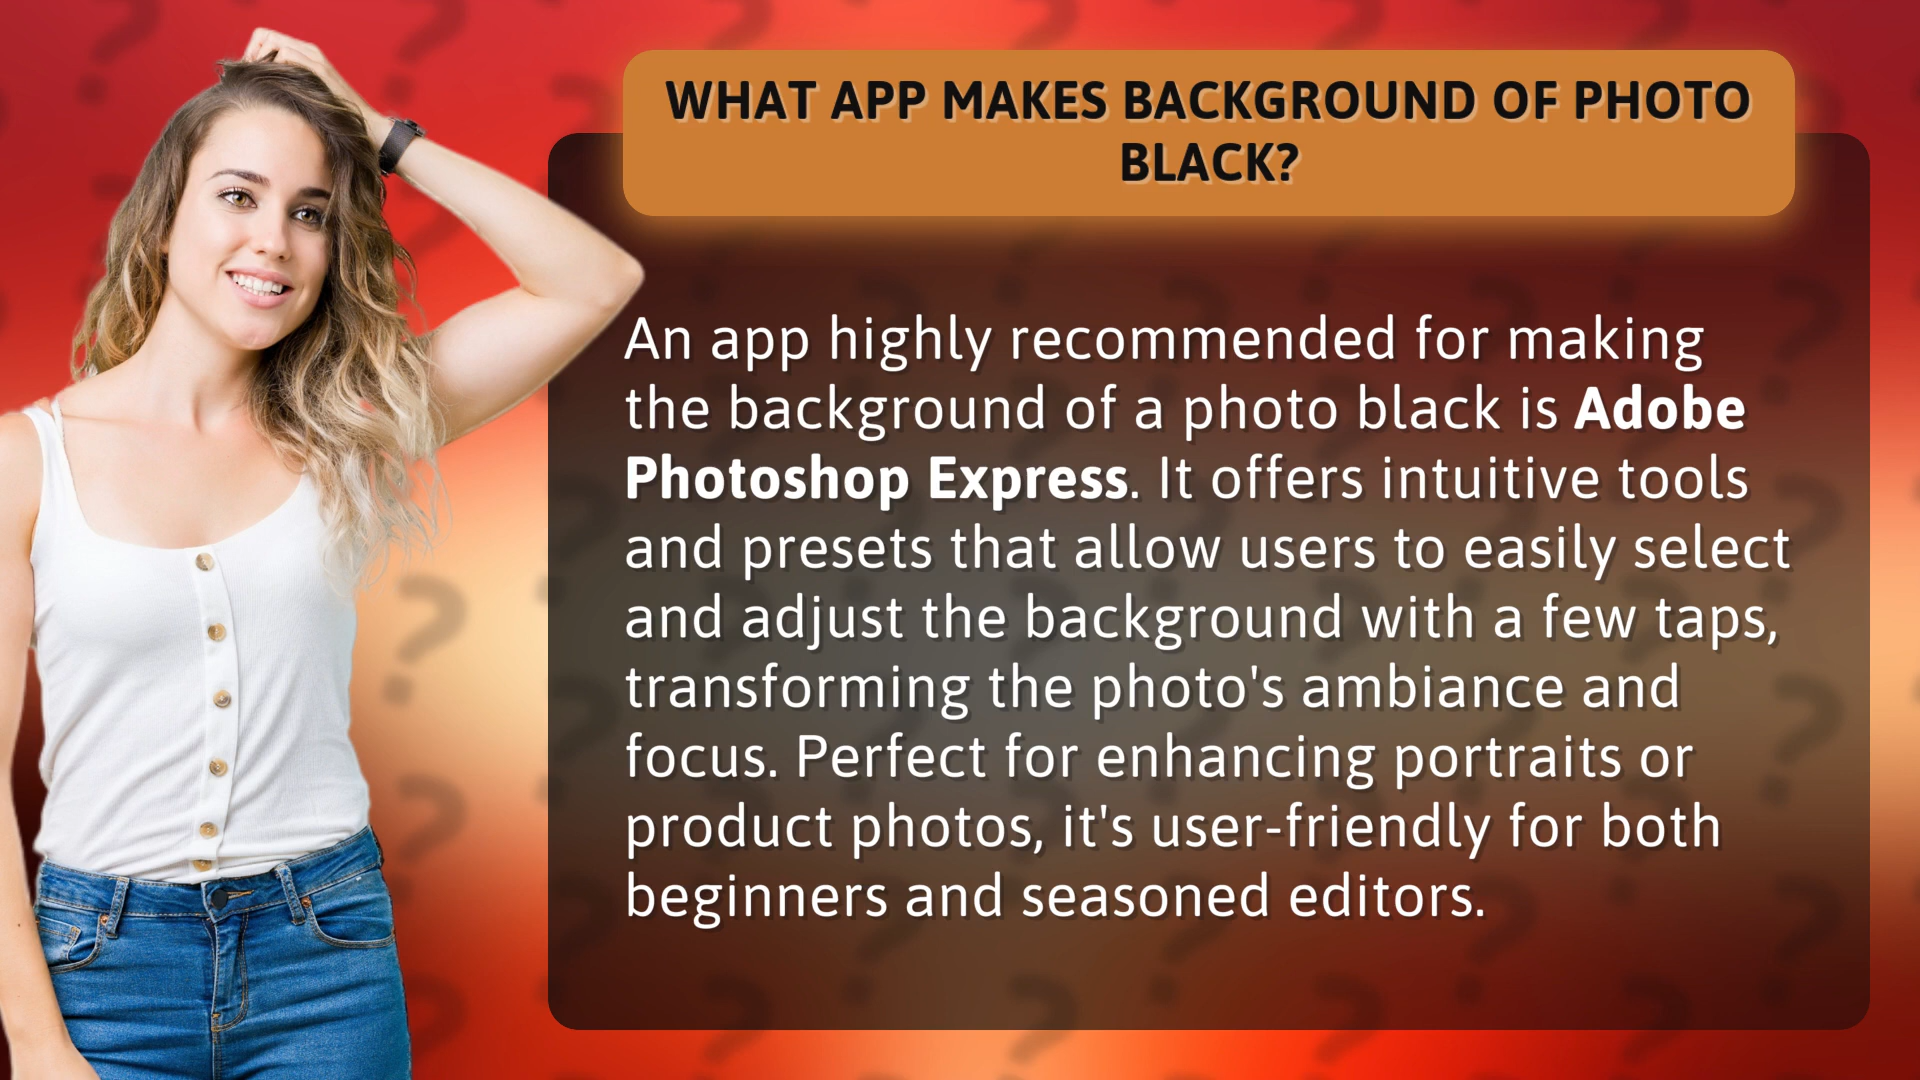 WHAT APP MAKES BACKGROUND OF PHOTO
BLACK?
An app highly recommended for making
the background of a photo black is Adobe
Photoshop Express. It offers intuitive tools
and presets that allow users to easily select
and adjust the background with a few taps,
transforming the photo's ambiance and
focus. Perfect for enhancing portraits or
product photos, it's user-friendly for both
beginners and seasoned editors.